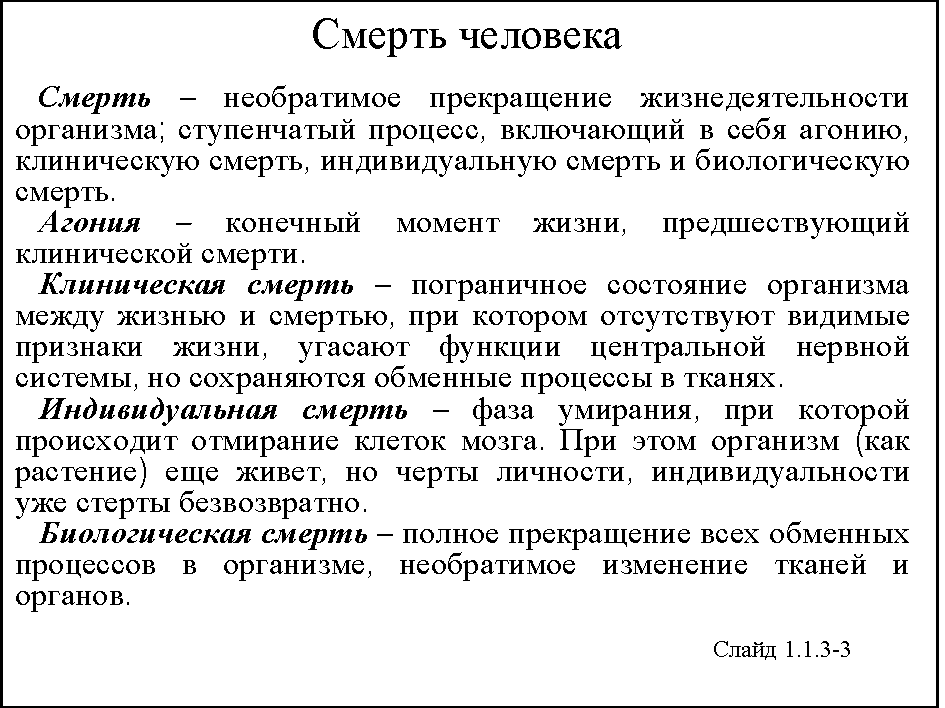 Смерть человека
Смерть – необратимое прекращение жизнедеятельности
организма; ступенчатый процесс, включающий в себя агонию,
клиническую смерть, индивидуальную смерть и биологическую
смерть.
Агония – конечный момент жизни, предшествующий
клинической смерти.
Клиническая смерть – пограничное состояние организма
между жизнью и смертью, при котором отсутствуют видимые
признаки жизни, угасают функции центральной нервной
системы, но сохраняются обменные процессы в тканях.
Индивидуальная смерть – фаза умирания, при которой
происходит отмирание клеток мозга. При этом организм (как
растение) еще живет, но черты личности, индивидуальности
уже стерты безвозвратно.
Биологическая смерть – полное прекращение всех обменных
процессов в организме, необратимое изменение тканей и
органов.
Слайд 1.1.3-3